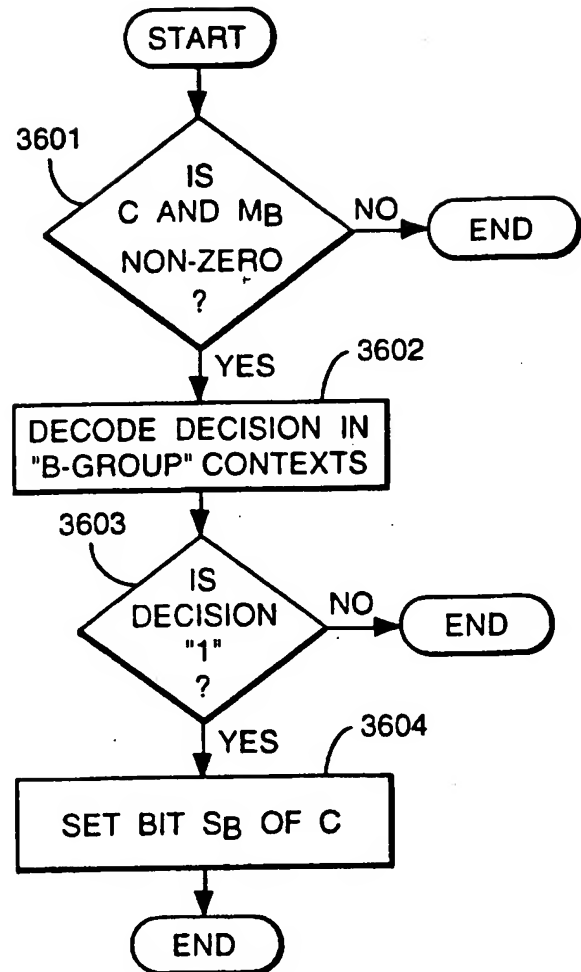 START
3601
IS
C AND MB
NON-ZERO
?
NO
END
YES
3602
DECODE DECISION IN
"B-GROUP" CONTEXTS
3603
IS
DECISION
"1"
?
NO
END
YES
3604
SET BIT SB OF C
END